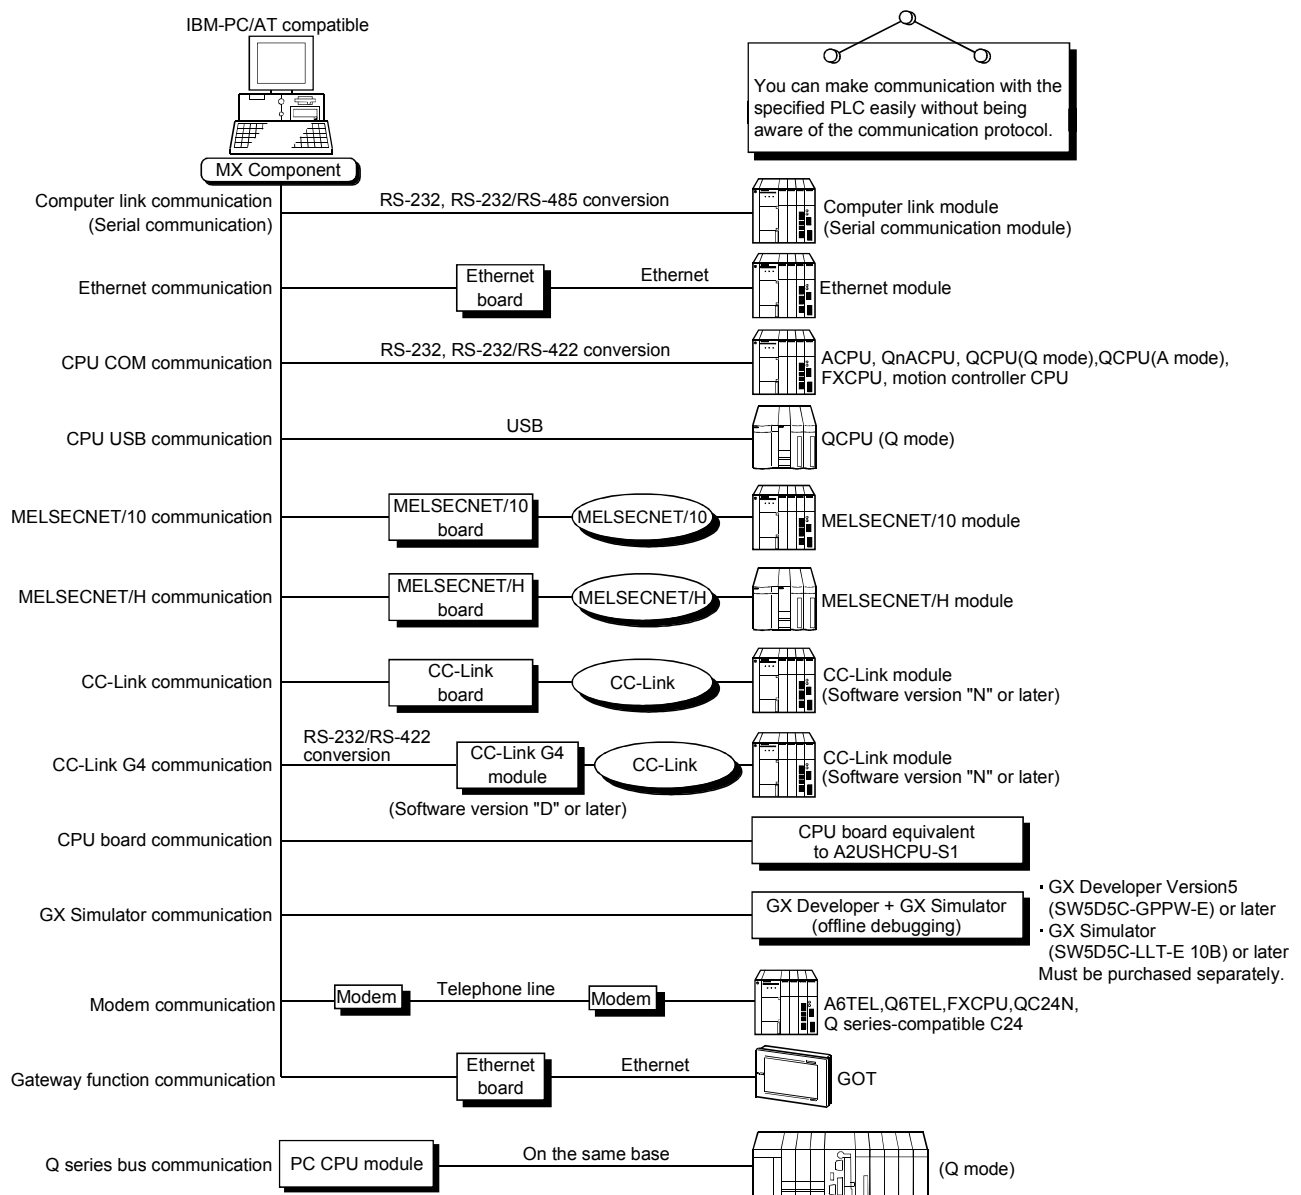 IBM-PC/AT compatible
You can make communication with the
specified PLC easily without being
aware of the communication protocol.
MX Component
Computer link communication
(Serial communication)
RS-232, RS-232/RS-485 conversion
Computer link module
(Serial communication module)
Ethernet communication
Ethernet
board
Ethernet
Ethernet module
CPU COM communication
RS-232, RS-232/RS-422 conversion
ACPU, QnACPU, QCPU(Q mode),QCPU(A mode),
FXCPU, motion controller CPU
CPU USB communication
USB
QCPU (Q mode)
MELSECNET/10 communication
MELSECNET/10
board
MELSECNET/10
MELSECNET/10 module
MELSECNET/H communication
MELSECNET/H
board
MELSECNET/H
MELSECNET/H module
CC-Link communication
CC-Link
board
CC-Link
CC-Link module
(Software version "N" or later)
CC-Link G4 communication
RS-232/RS-422
conversion
CC-Link G4
module
(Software version "D" or later)
CC-Link
CC-Link module
(Software version "N" or later)
CPU board communication
CPU board equivalent
to A2USHCPU-S1
GX Simulator communication
GX Developer + GX Simulator
(offline debugging)
· GX Developer Version5
(SW5D5C-GPPW-E) or later
· GX Simulator
(SW5D5C-LLT-E 10B) or later
Must be purchased separately.
Modem communication
Modem
Telephone line
Modem
A6TEL,Q6TEL,FXCPU,QC24N,
Q series-compatible C24
Gateway function communication
Ethernet
board
Ethernet
GOT
Q series bus communication
PC CPU module
On the same base
(Q mode)